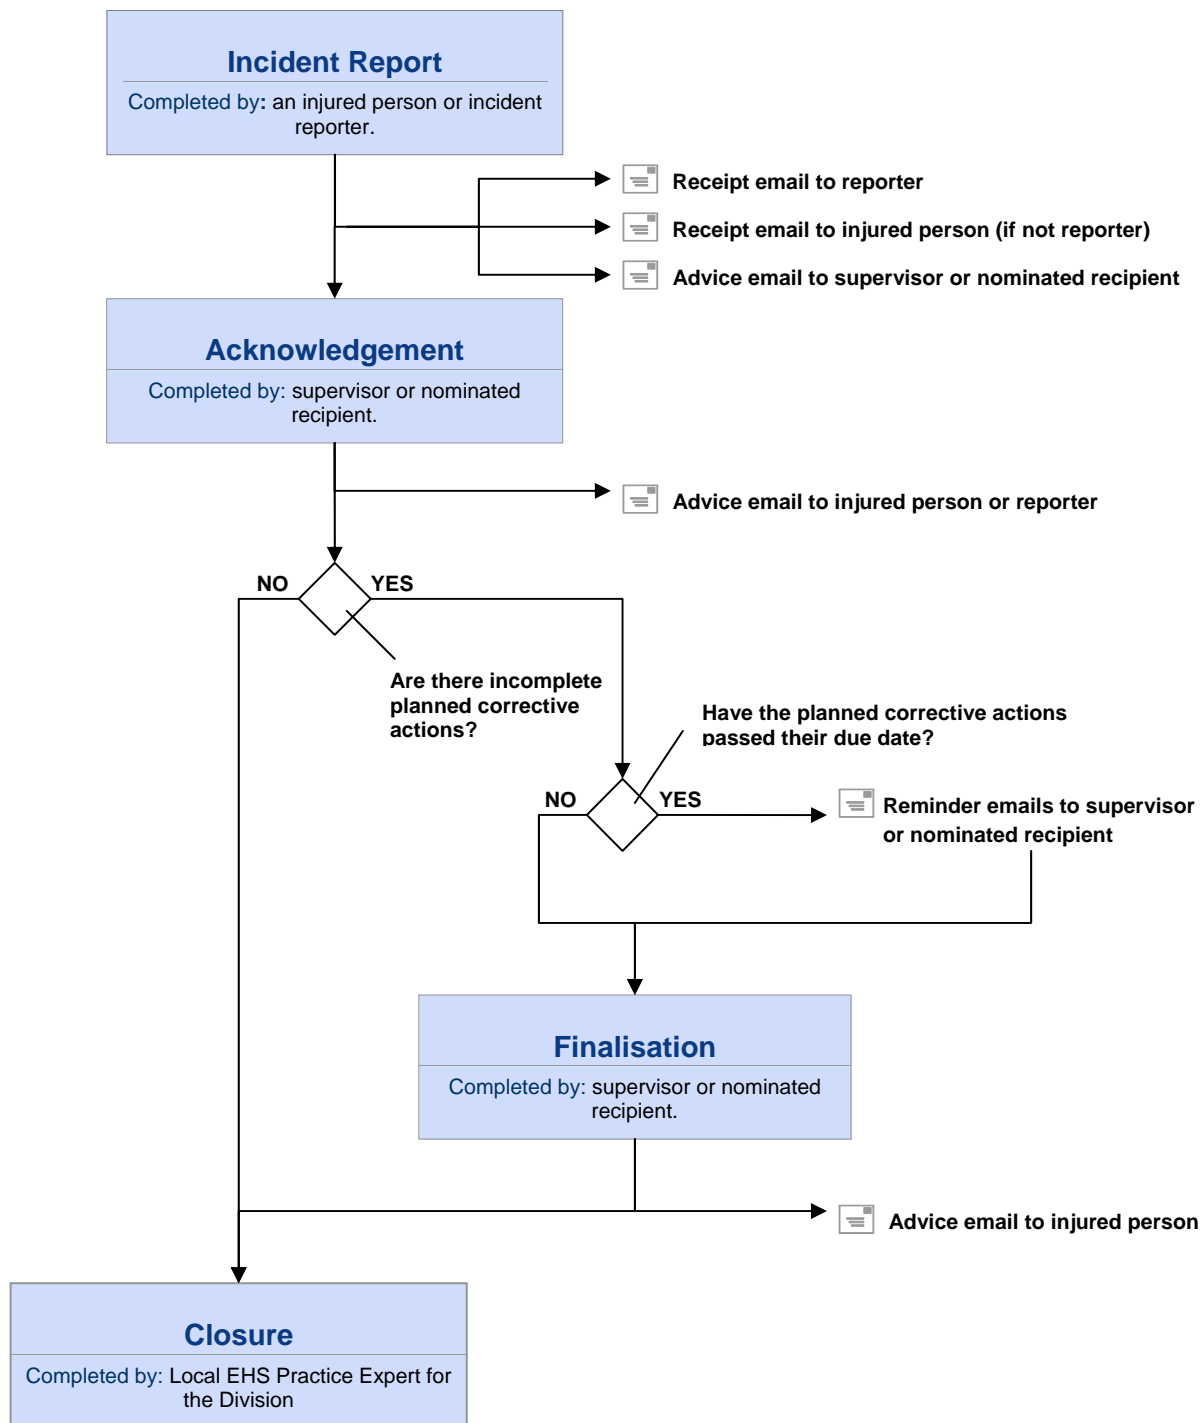 Incident Report
Completed by: an injured person or incident
reporter.
Receipt email to reporter
Receipt email to injured person (if not reporter)
Advice email to supervisor or nominated recipient
Acknowledgement
Completed by: supervisor or nominated
recipient.
Advice email to injured person or reporter
NO
YES
Are there incomplete
planned corrective
actions?
Have the planned corrective actions
passed their due date?
NO
YES
Reminder emails to supervisor
or nominated recipient
Finalisation
Completed by: supervisor or nominated
recipient.
Advice email to injured person
Closure
Completed by: Local EHS Practice Expert for
the Division